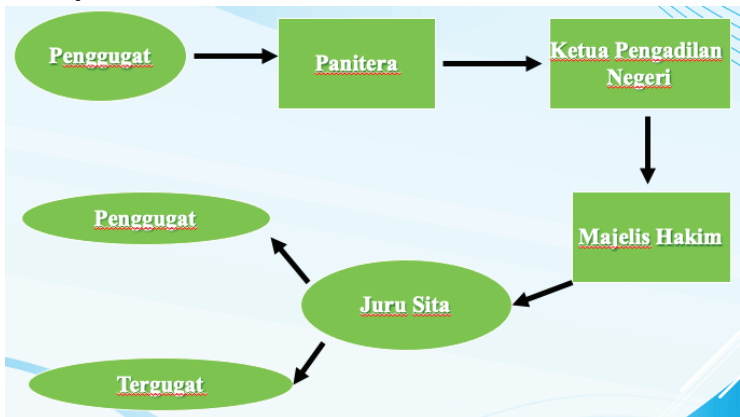 Penggugat
Panitera
Ketua Pengadilan
Negeri
Majelis Hakim
Juru Sita
Penggugat
Tergugat